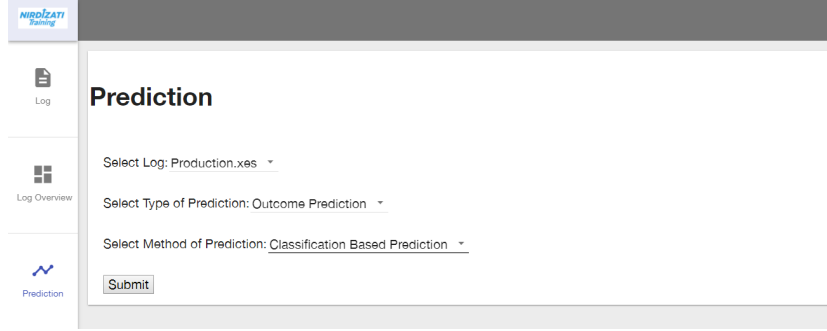 NIRDIZATI
Training
Log
Prediction
Select Log: Production.xes
Log Overview
Select Type of Prediction: Outcome Prediction
Select Method of Prediction: Classification Based Prediction
Prediction
Submit